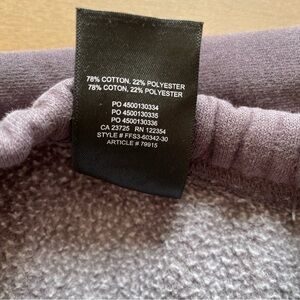 78% COTTON, 22% POLYESTER
78% COTON, 22% POLYESTER
PO 4500130334
PO 4500130335
PO 4500130336
CA 23725 RN 122354
STYLE # FFS3-60342-30
ARTICLE # 79915